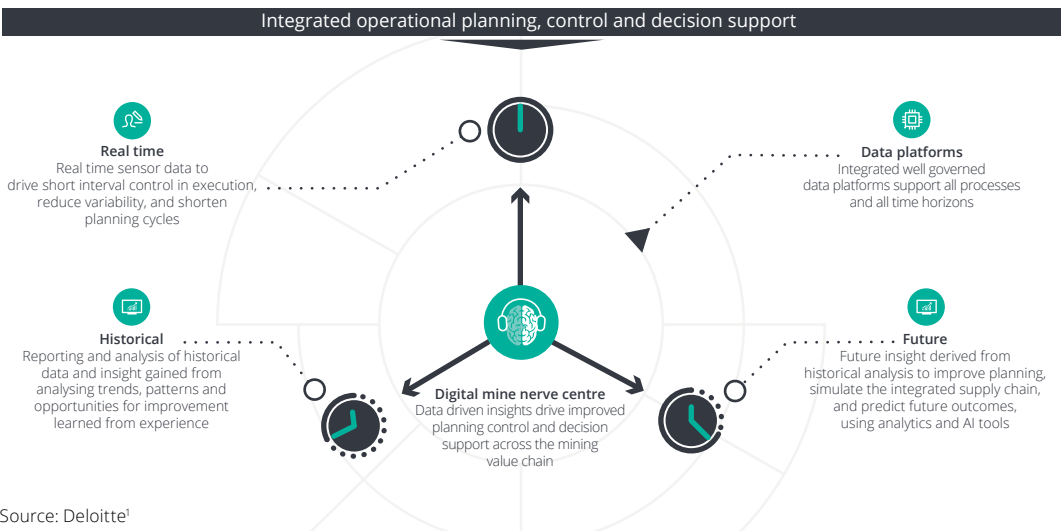 Integrated operational planning, control and decision support
Real time
Real time sensor data to
drive short interval control in execution,
reduce variability, and shorten
planning cycles
Data platforms
Integrated well governed
data platforms support all processes
and all time horizons
Historical
Reporting and analysis of historical
data and insight gained from
analysing trends, patterns and
opportunities for improvement
learned from experience
Digital mine nerve centre
Data driven insights drive improved
planning control and decision
support across the mining
value chain
Future
Future insight derived from
historical analysis to improve planning,
simulate the integrated supply chain,
and predict future outcomes,
using analytics and AI tools
Source: Deloitte¹